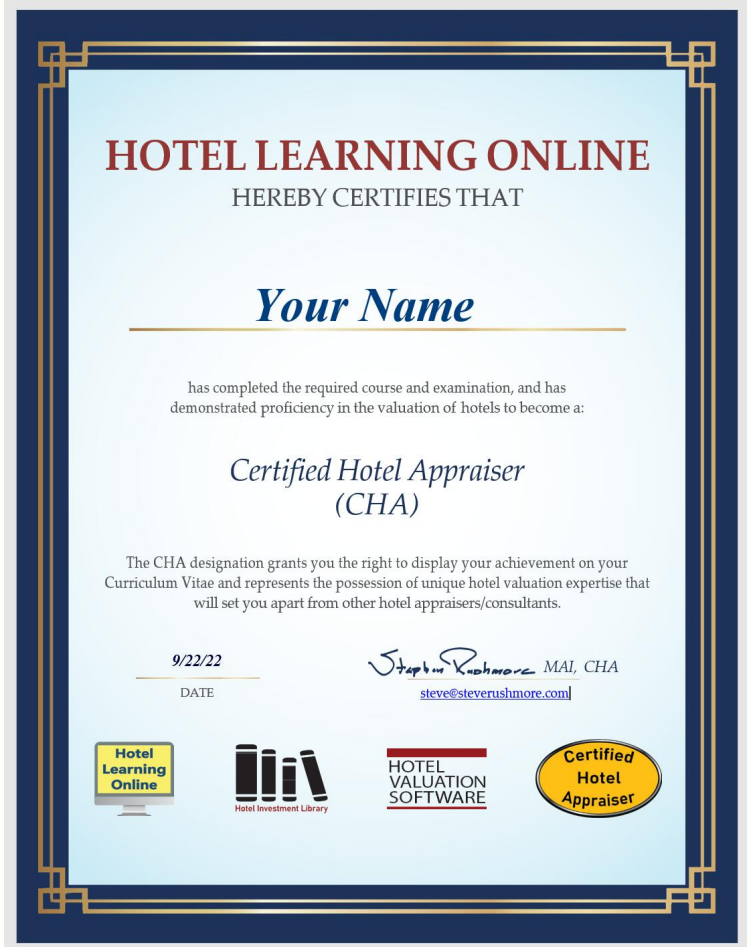 HOTEL LEARNING ONLINE
HEREBY CERTIFIES THAT
Your Name
has completed the required course and examination, and has
demonstrated proficiency in the valuation of hotels to become a:
Certified Hotel Appraiser
(CHA)
The CHA designation grants you the right to display your achievement on your
Curriculum Vitae and represents the possession of unique hotel valuation expertise that
will set you apart from other hotel appraisers/consultants.
9/22/22
DATE
Stephen Rushmore MAI, CHA
steve@steverushmore.com
Hotel
Learning
Online
Hotel Investment Library
HOTEL
VALUATION
SOFTWARE
Certified
Hotel
Appraiser